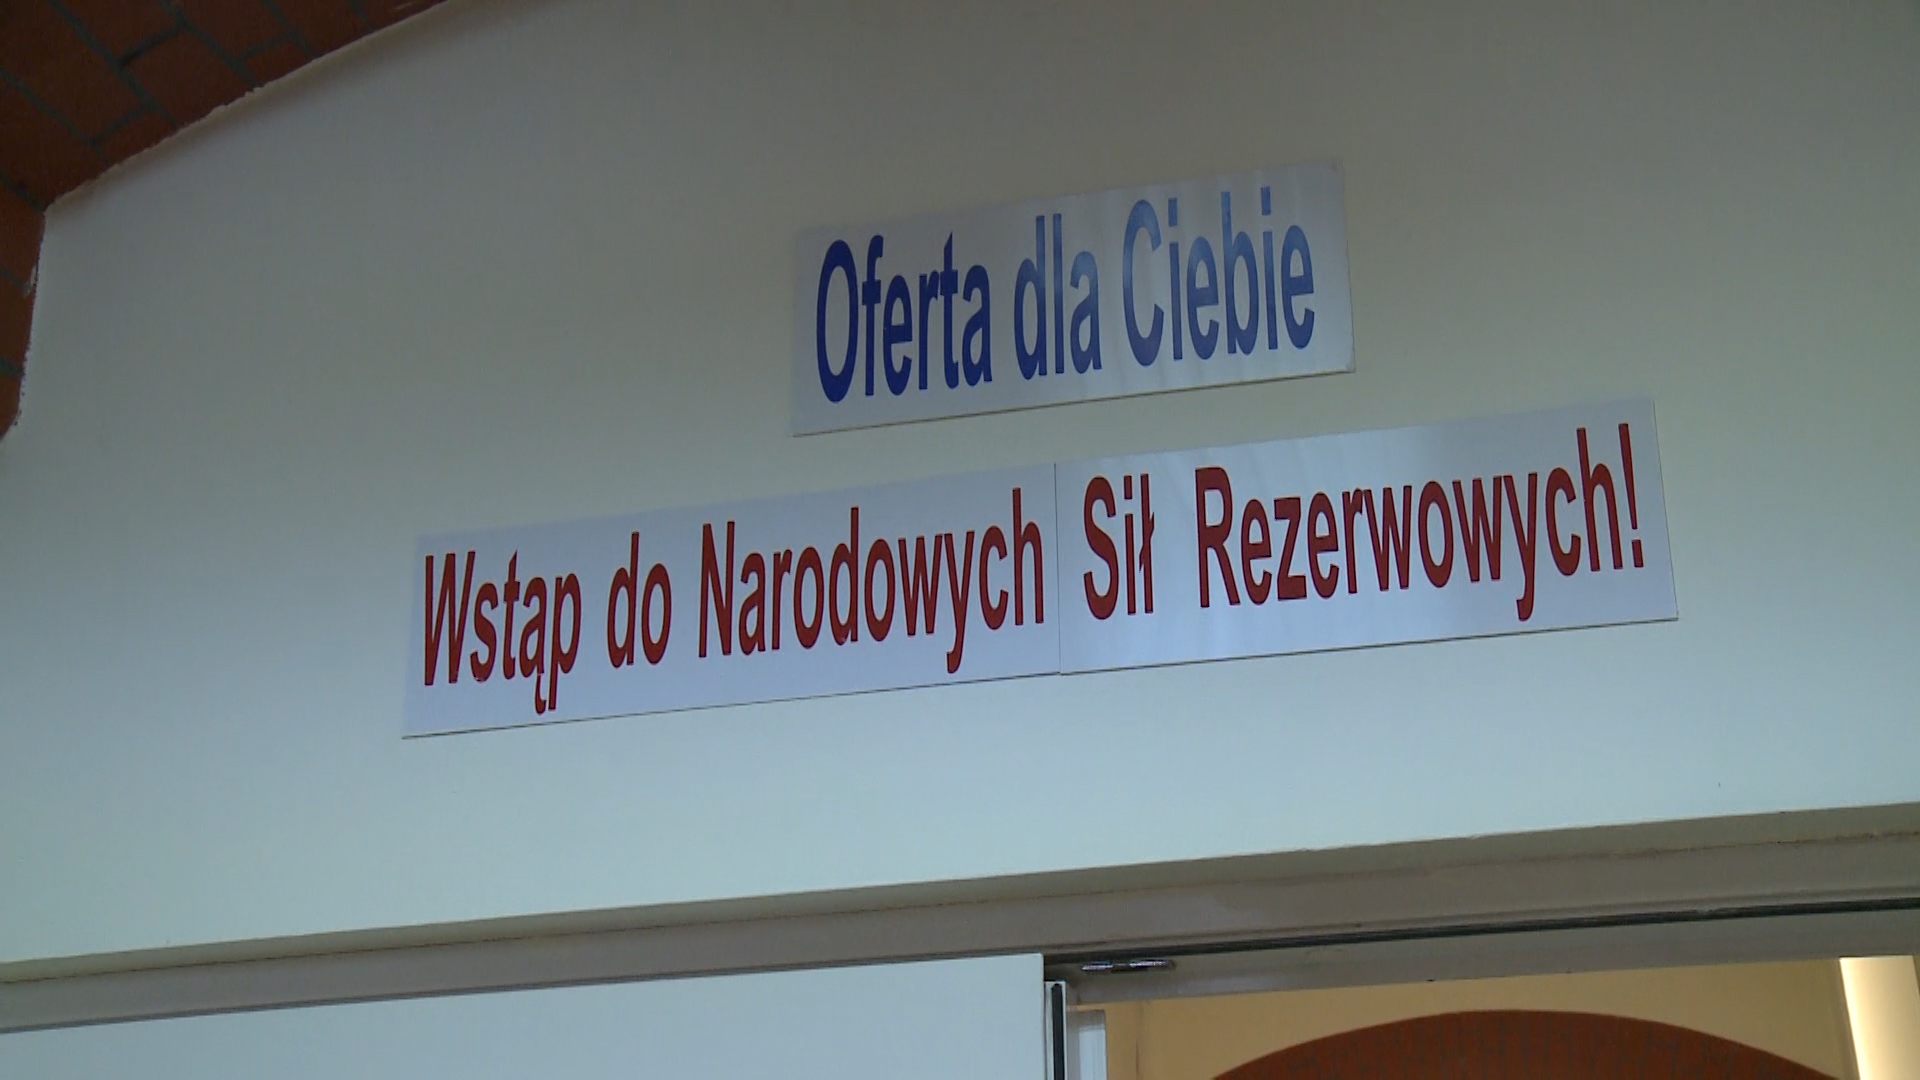 Oferta dla Ciebie
Wstąp do Narodowych Sił Rezerwowych!